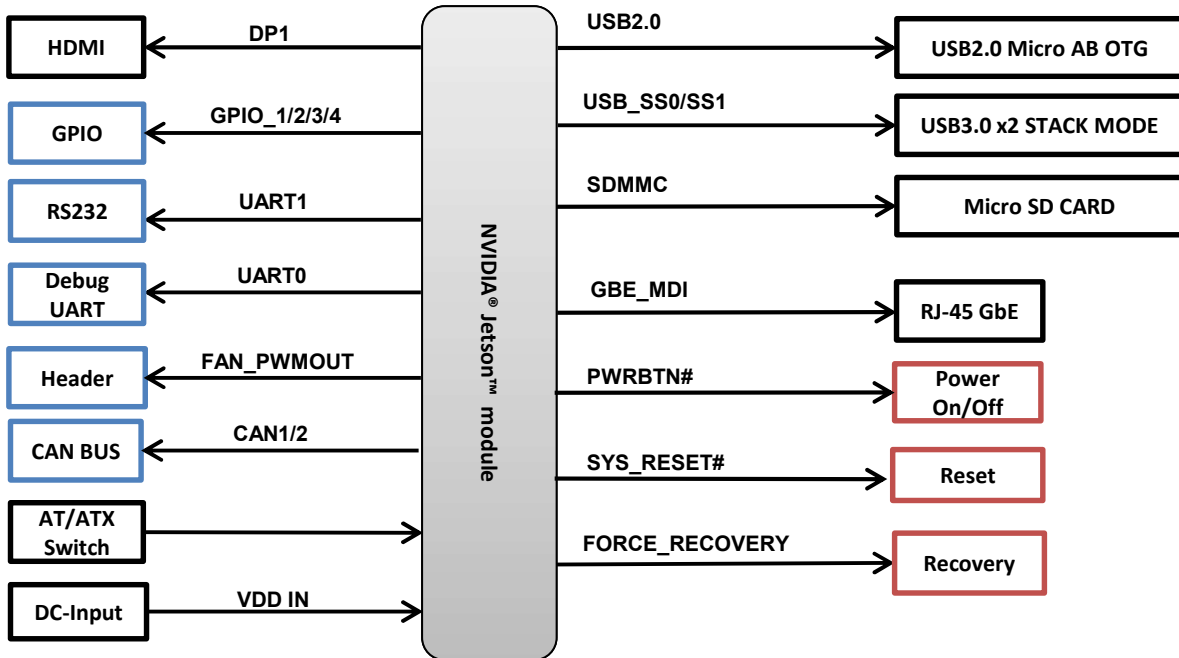 HDMI
DP1
GPIO
GPIO_1/2/3/4
RS232
UART1
Debug
UART
UART0
Header
FAN_PWMOUT
CAN BUS
CAN1/2
AT/ATX
Switch
DC-Input
VDD IN
NVIDIA® Jetson™ module
USB2.0
USB2.0 Micro AB OTG
USB_SS0/SS1
USB3.0 x2 STACK MODE
SDMMC
Micro SD CARD
GBE_MDI
RJ-45 GbE
PWRBTN#
Power
On/Off
SYS_RESET#
Reset
FORCE_RECOVERY
Recovery